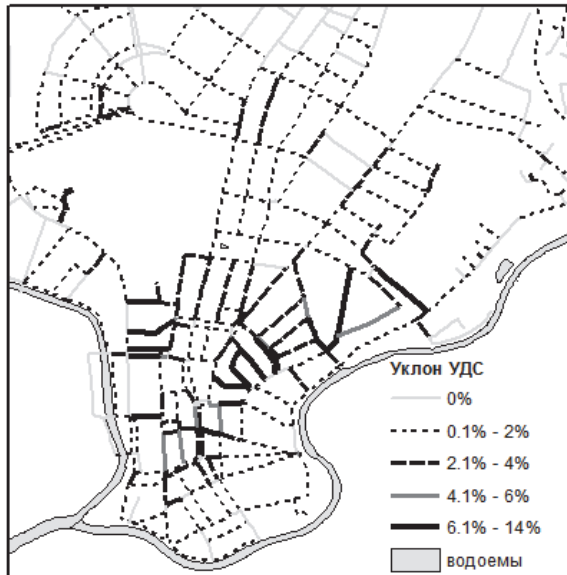 Уклон УДС
0%
0.1% - 2%
2.1% - 4%
4.1% - 6%
6.1% - 14%
водоемы